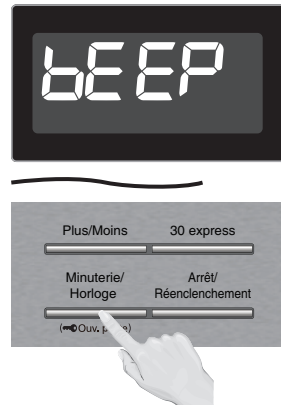 bEEP
Plus/Moins 30 express
Minuterie/ Arrêt/
Horloge Réenclenchement
(Ouv. p